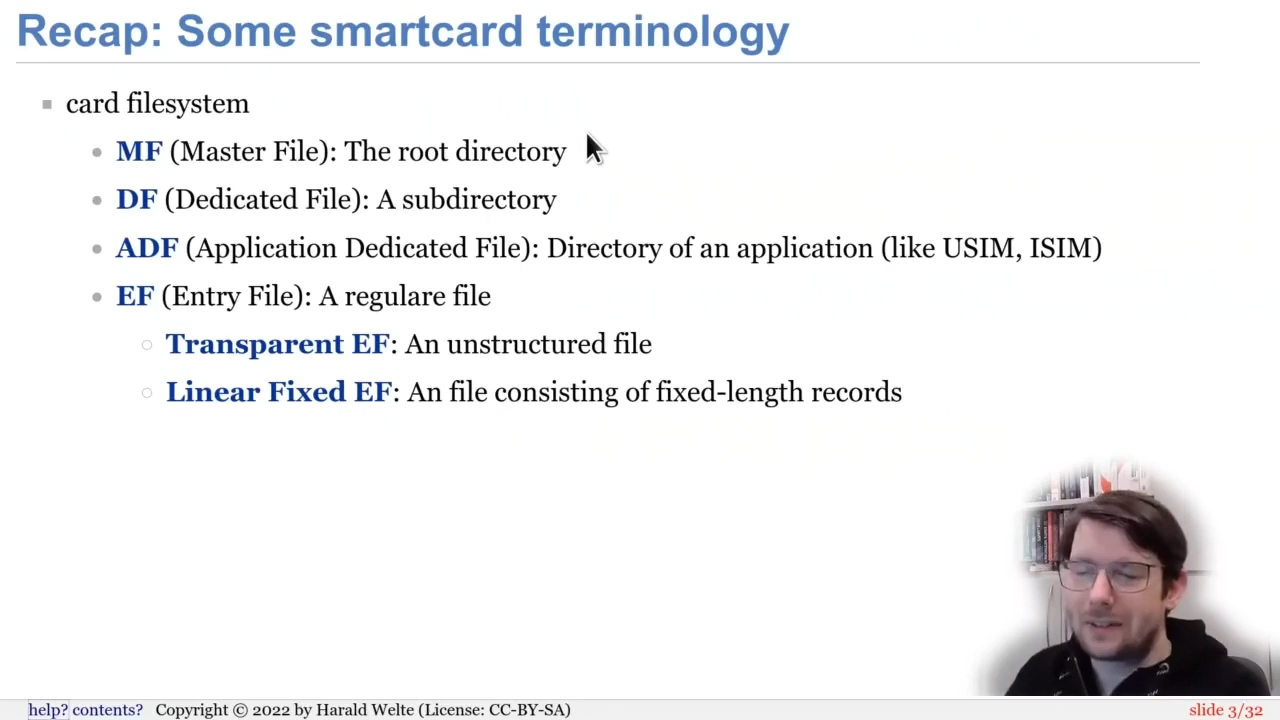 Recap: Some smartcard terminology
card filesystem
MF (Master File): The root directory
DF (Dedicated File): A subdirectory
ADF (Application Dedicated File): Directory of an application (like USIM, ISIM)
EF (Entry File): A regulare file
Transparent EF: An unstructured file
Linear Fixed EF: An file consisting of fixed-length records
help? contents? Copyright © 2022 by Harald Welte (License: CC-BY-SA)
slide 3/32